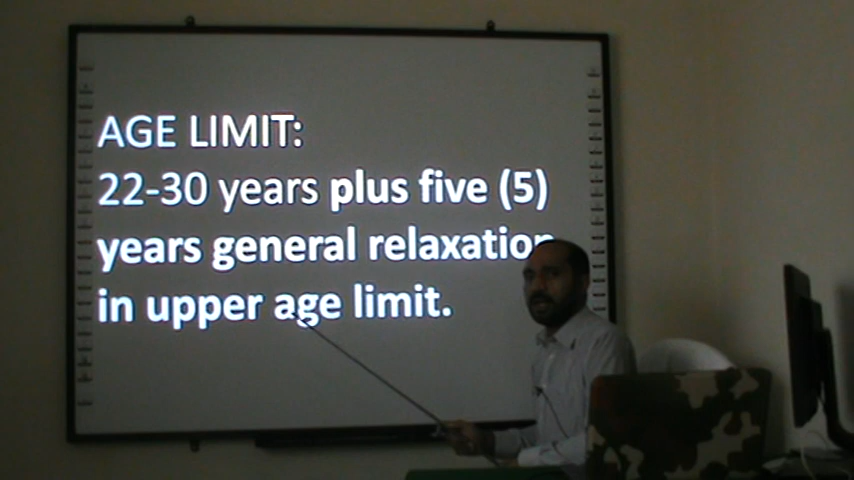 AGE LIMIT:
22-30 years plus five (5)
years general relaxation
in upper age limit.